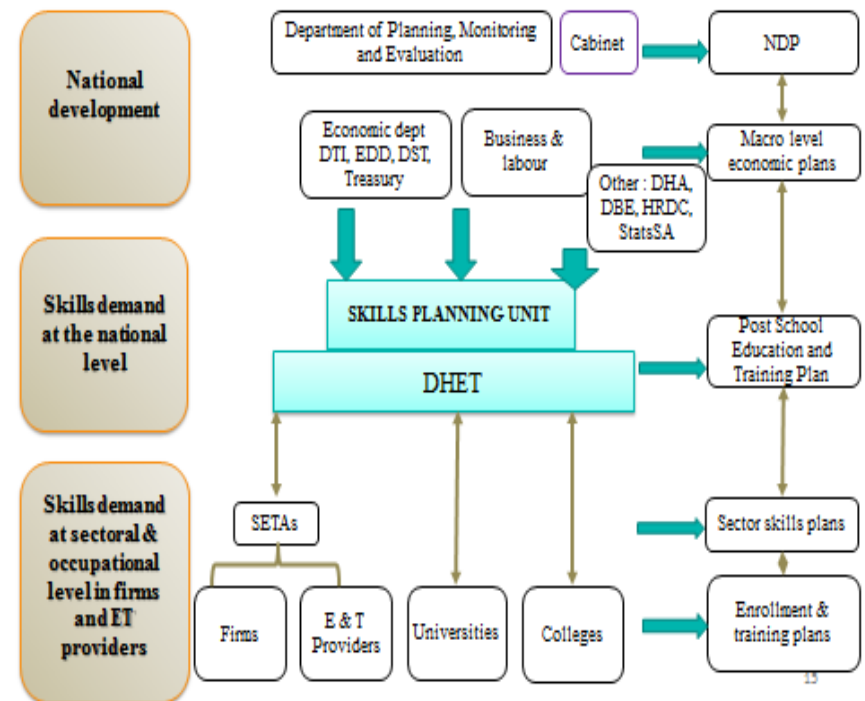 Department of Planning, Monitoring
and Evaluation
Cabinet
NDP
National
development
Economic dept
DTI, EDD, DST,
Treasury
Business &
labour
Other : DHA,
DBE, HRDC,
StatsSA
Macro level
economic plans
Skills demand
at the national
level
SKILLS PLANNING UNIT
DHET
Post School
Education and
Training Plan
Skills demand
at sectoral &
occupational
level in firms
and ET
providers
SETAs
Sector skills plans
Firms
E & T
Providers
Universities
Colleges
Enrollment &
training plans
15